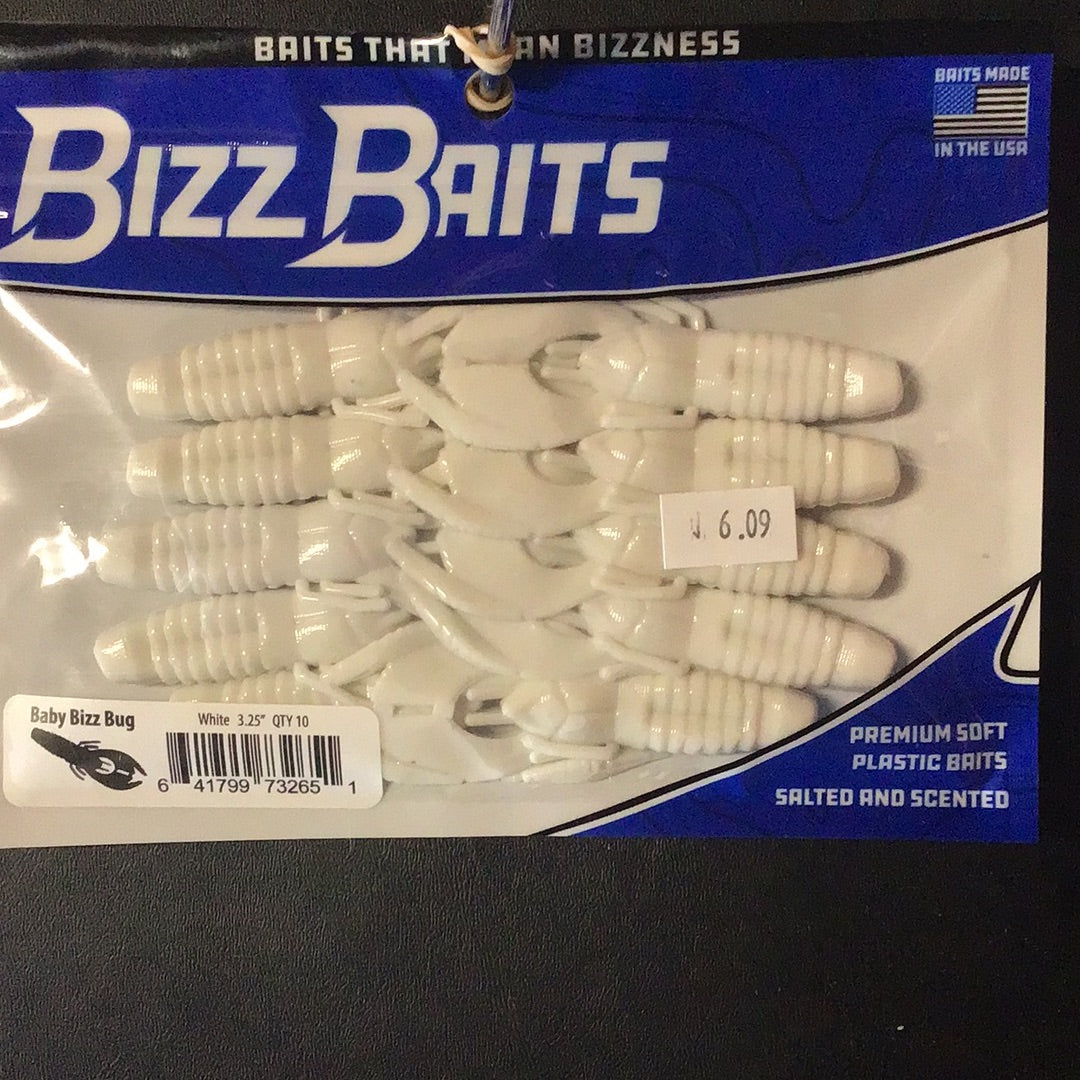 BAITS THAT AN BIZZNESS
BAITS MADE
IN THE USA
BIZZ BAITS
6.09
Baby Bizz Bug
White 3.25" QTY 10
6 41799 73265 1
PREMIUM SOFT
PLASTIC BAITS
SALTED AND SCENTED